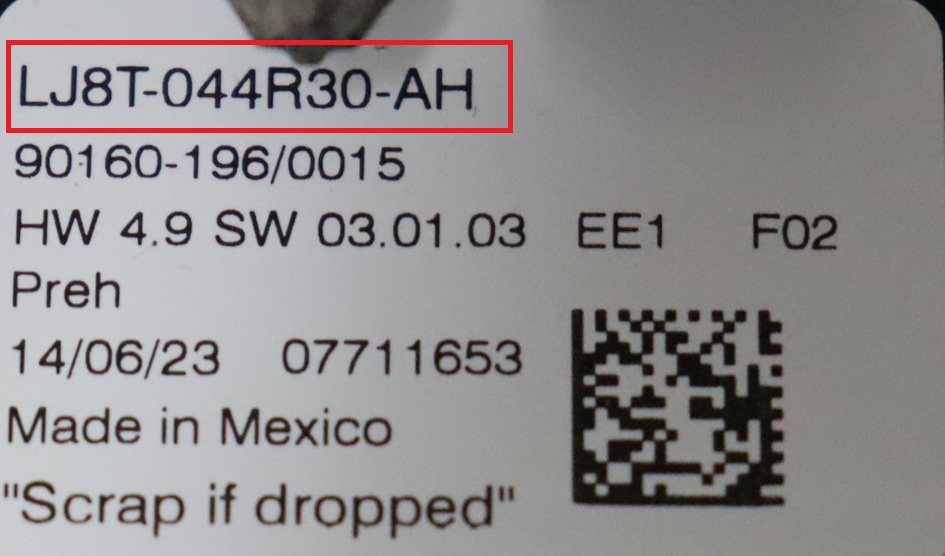 LJ8T-044R30-AH
90160-196/0015
HW 4.9 SW 03.01.03 EE1 F02
Preh
14/06/23 07711653
Made in Mexico
"Scrap if dropped"